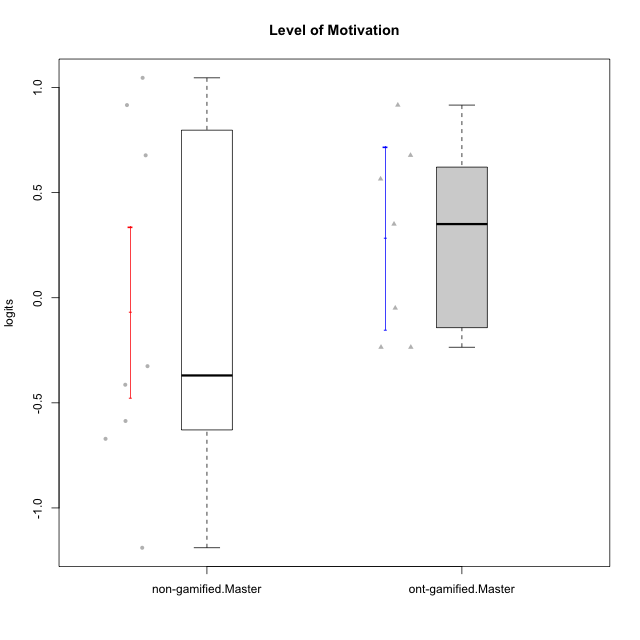 Level of Motivation
logits
1.0
0.5
0.0
-0.5
-1.0
non-gamified.Master
ont-gamified.Master